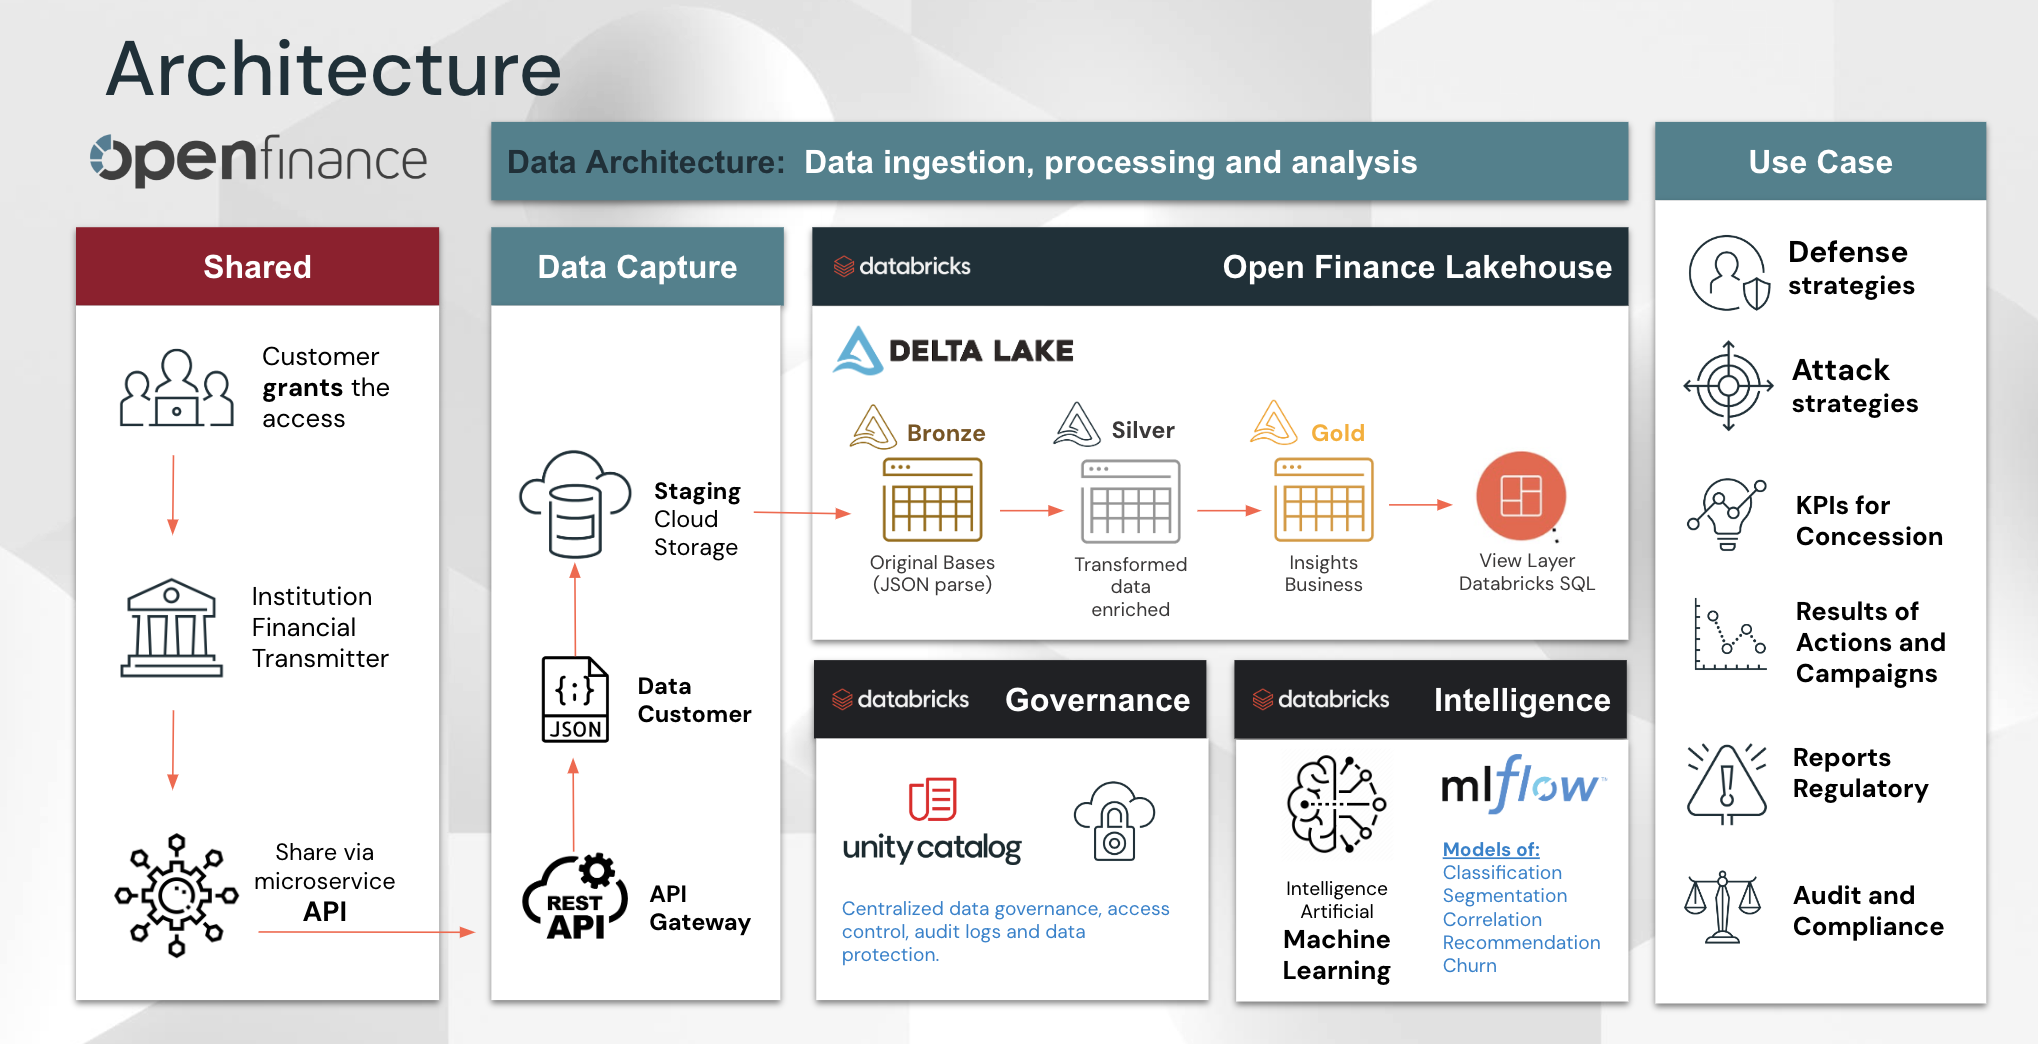 Architecture
openfinance
Data Architecture: Data ingestion, processing and analysis
Use Case
Shared
Customer
grants the
access
Institution
Financial
Transmitter
Share via
microservice
API
Data Capture
Staging
Cloud
Storage
{;}
JSON
Data
Customer
REST
API
API
Gateway
databricks
Open Finance Lakehouse
DELTA LAKE
Bronze
Silver
Gold
Original Bases
(JSON parse)
Transformed
data
enriched
Insights
Business
View Layer
Databricks SQL
databricks
Governance
unity catalog
Centralized data governance, access
control, audit logs and data
protection.
databricks
Intelligence
Intelligence
Artificial
Machine
Learning
mlflow™
Models of:
Classification
Segmentation
Correlation
Recommendation
Churn
Defense
strategies
Attack
strategies
KPIs for
Concession
Results of
Actions and
Campaigns
Reports
Regulatory
Audit and
Compliance